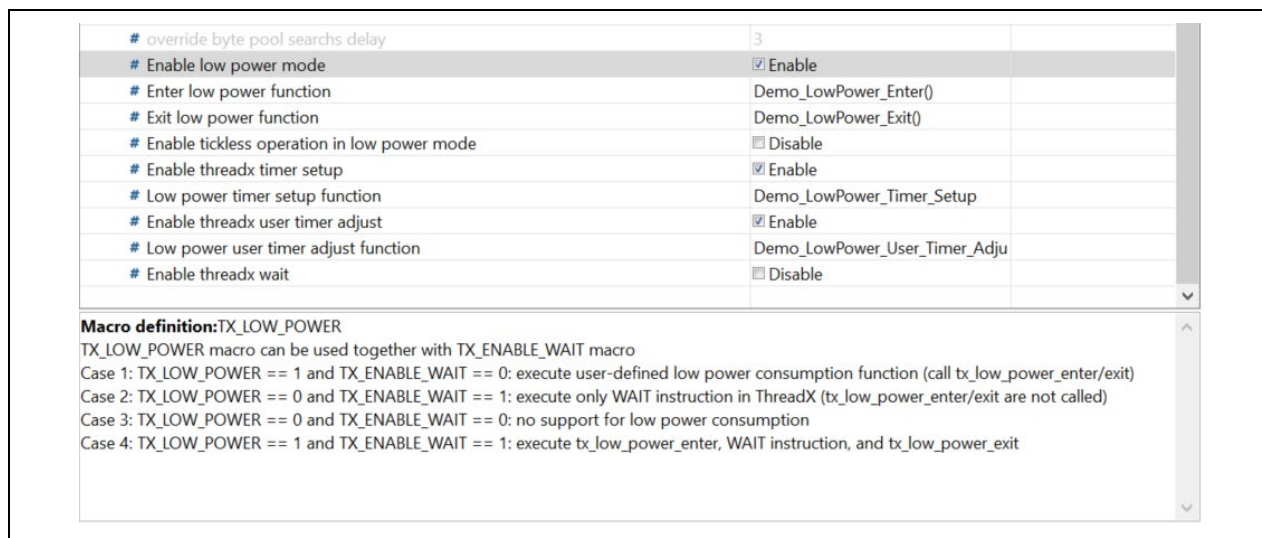 # override byte pool searchs delay 3
# Enable low power mode Enable
# Enter low power function Demo_LowPower_Enter()
# Exit low power function Demo_LowPower_Exit()
# Enable tickless operation in low power mode Disable
# Enable threadx timer setup Enable
# Low power timer setup function Demo_LowPower_Timer_Setup
# Enable threadx user timer adjust Enable
# Low power user timer adjust function Demo_LowPower_User_Timer_Adju
# Enable threadx wait Disable
Macro definition:TX_LOW_POWER
TX_LOW_POWER macro can be used together with TX_ENABLE_WAIT macro
Case 1: TX_LOW_POWER == 1 and TX_ENABLE_WAIT == 0: execute user-defined low power consumption function (call tx_low_power_enter/exit)
Case 2: TX_LOW_POWER == 0 and TX_ENABLE_WAIT == 1: execute only WAIT instruction in ThreadX (tx_low_power_enter/exit are not called)
Case 3: TX_LOW_POWER == 0 and TX_ENABLE_WAIT == 0: no support for low power consumption
Case 4: TX_LOW_POWER == 1 and TX_ENABLE_WAIT == 1: execute tx_low_power_enter, WAIT instruction, and tx_low_power_exit